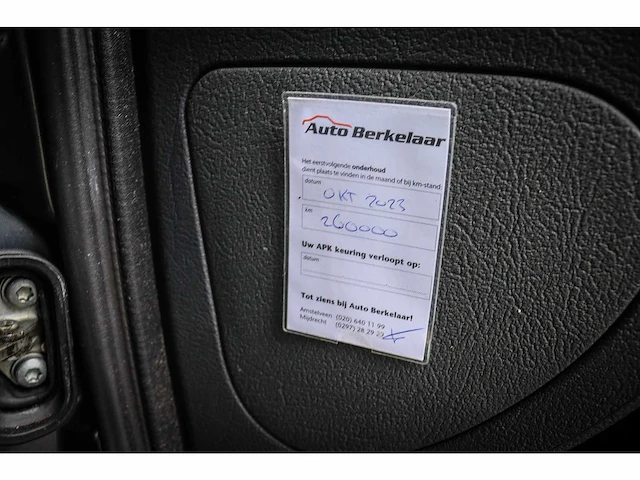 Auto Berkelaar
Het eerstvolgende onderhoud
dient plaats te vinden in de maand of bij km-stand
datum
OKT 2023
km
260000
Uw APK keuring verloopt op:
datum
Tot ziens bij Auto Berkelaar!
Amstelveen (020) 640 11 99
Mijdrecht (0297) 28 29 29